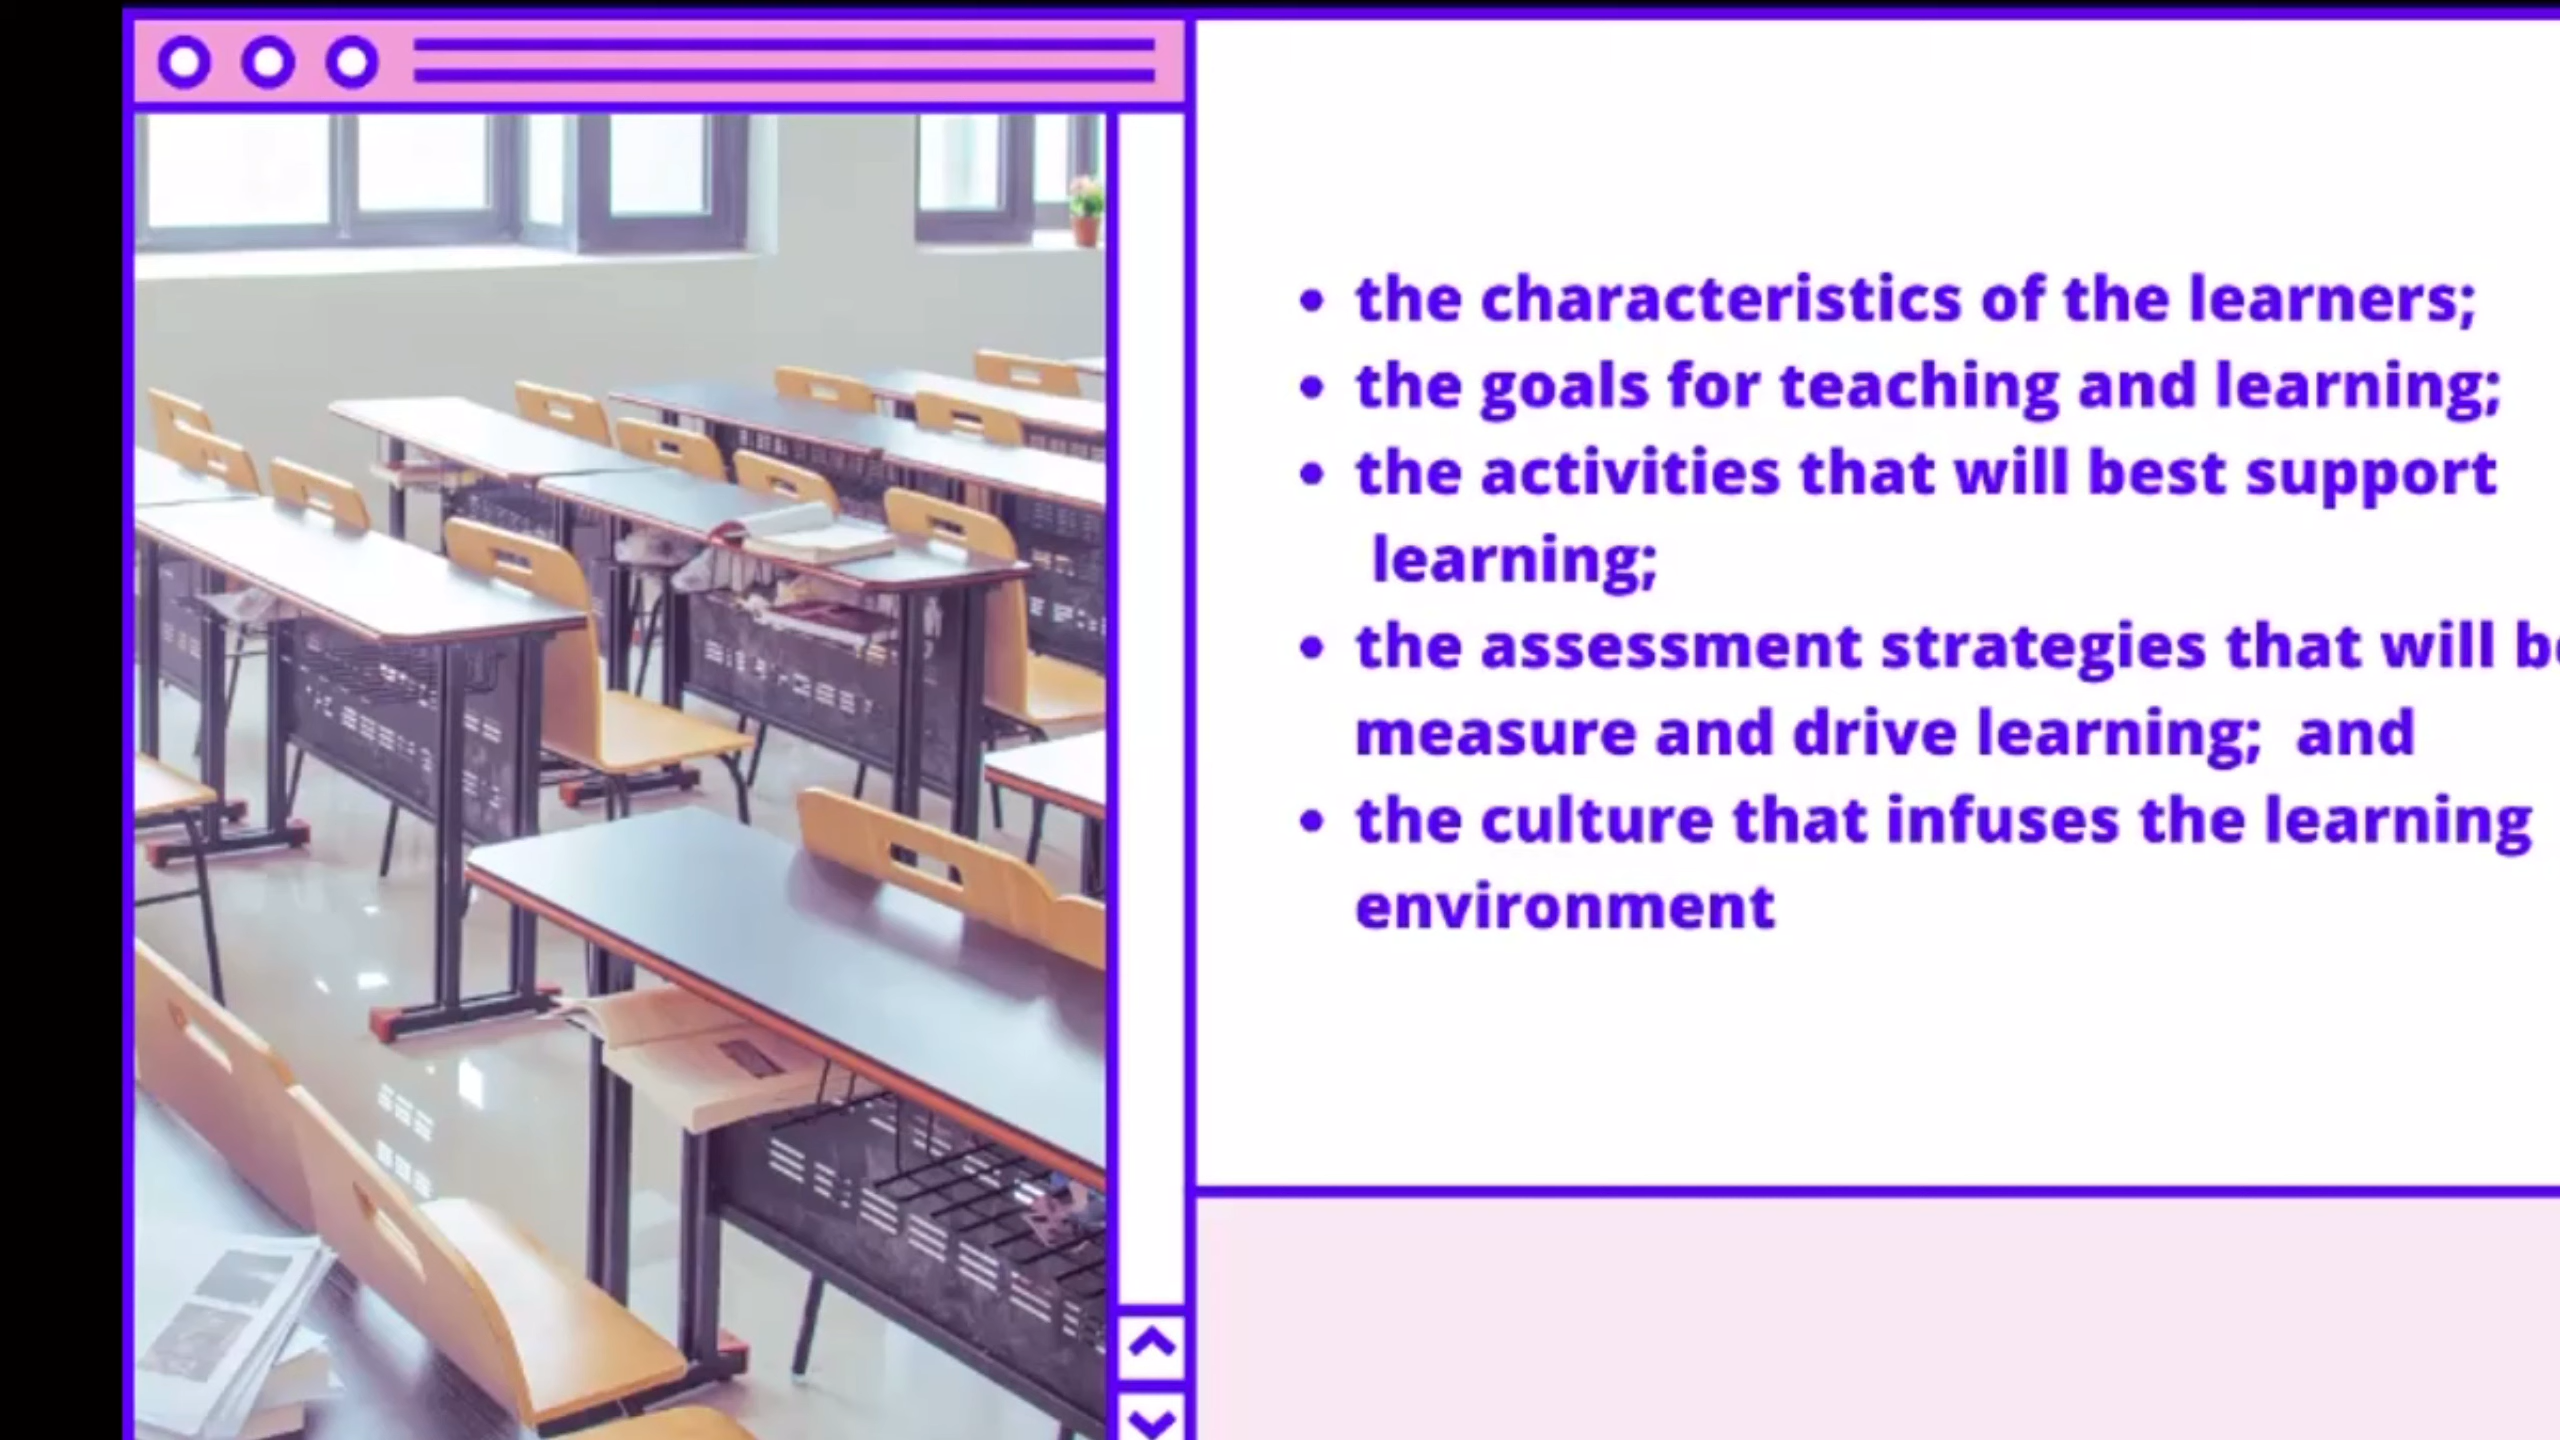 • the characteristics of the learners;
• the goals for teaching and learning;
• the activities that will best support
learning;
• the assessment strategies that will
measure and drive learning;  and
• the culture that infuses the learning
environment